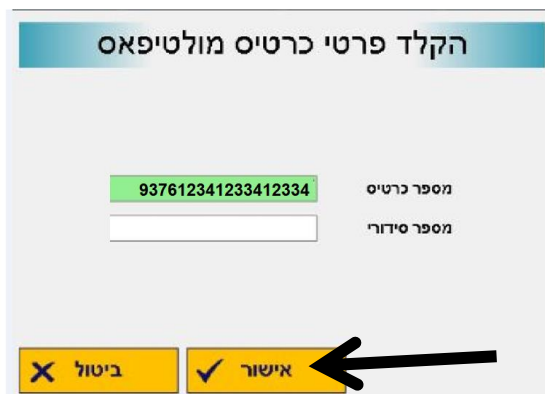 הקלד פרטי כרטיס מולטיפאס
מספר כרטיס 937612341233412334
מספר סידורי
אישור ביטול